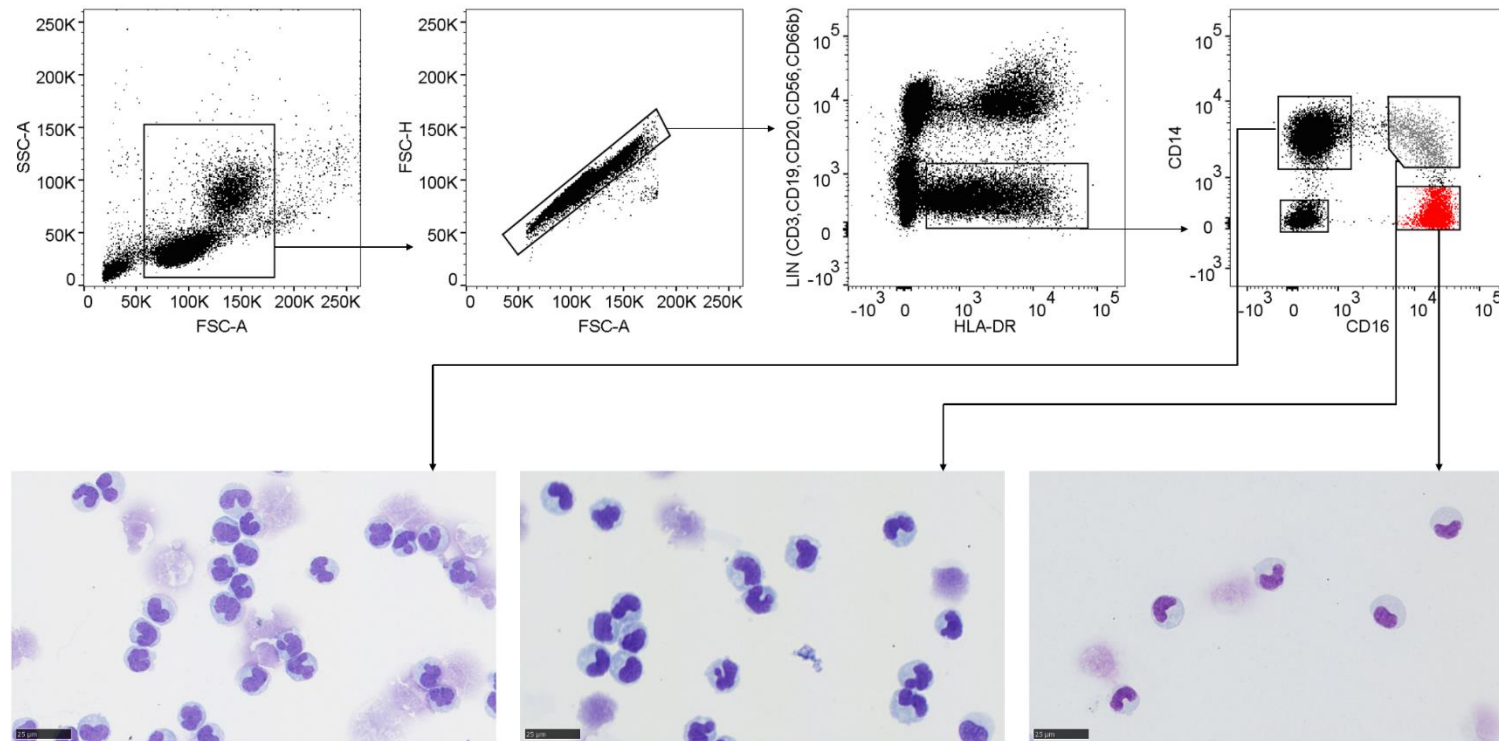 250K
200K
150K
100K
50K
0
SSC-A
0 50K 100K 150K 200K 250K
FSC-A
250K
200K
150K
100K
50K
0
FSC-H
50K 100K 150K 200K 250K
FSC-A
10^5
10^4
10^3
0
-10^3
LIN (CD3, CD19, CD20, CD56, CD66b)
-10^3 0 10^3 10^4 10^5
HLA-DR
10^5
10^4
10^3
0
-10^3
CD14
-10^3 0 10^3 10^4 10^5
CD16
25 µm
25 µm
25 µm